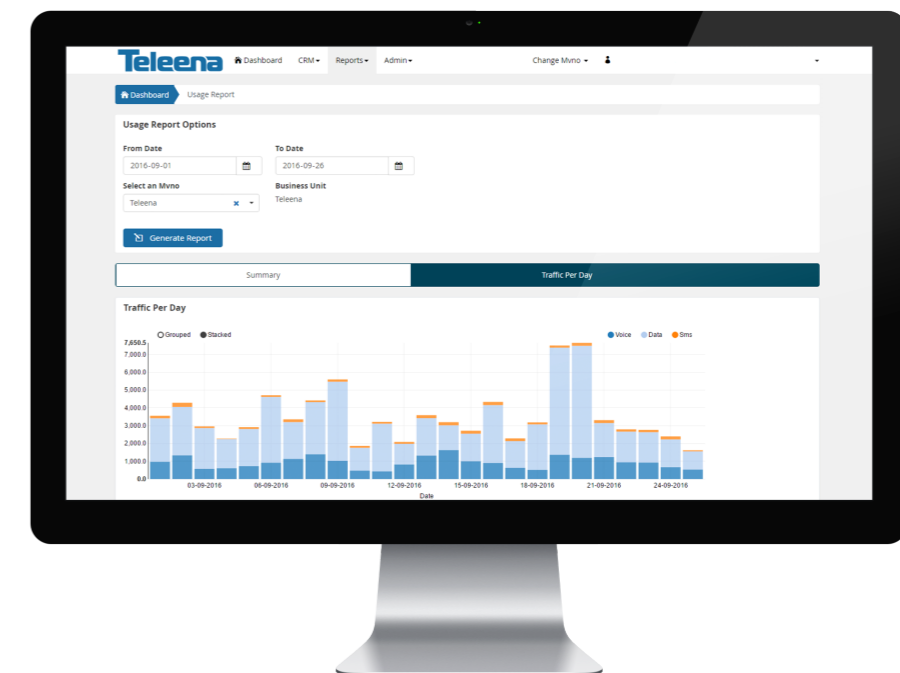 Teleena Dashboard CRM Reports Admin Change Mvno
Dashboard Usage Report
Usage Report Options
From Date To Date
2016-09-01 2016-09-26
Select an Mvno Business Unit
Teleena x Teleena
Generate Report
Summary Traffic Per Day
Traffic Per Day
Grouped Stacked Voice Data Sms
7,650.5
7,000.0
6,000.0
5,000.0
4,000.0
3,000.0
2,000.0
1,000.0
0.0
03-09-2016 06-09-2016 09-09-2016 12-09-2016 15-09-2016 18-09-2016 21-09-2016 24-09-2016
Date